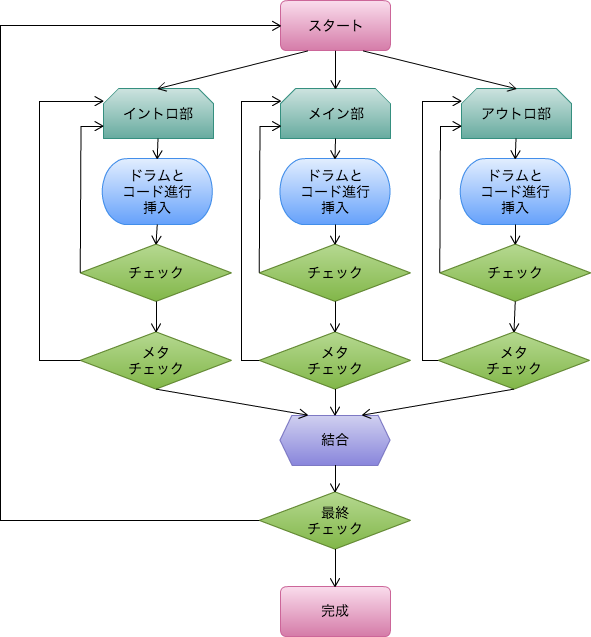 スタート
イントロ部
メイン部
アウトロ部
ドラムと
コード進行
挿入
ドラムと
コード進行
挿入
ドラムと
コード進行
挿入
チェック
チェック
チェック
メタ
チェック
メタ
チェック
メタ
チェック
結合
最終
チェック
完成